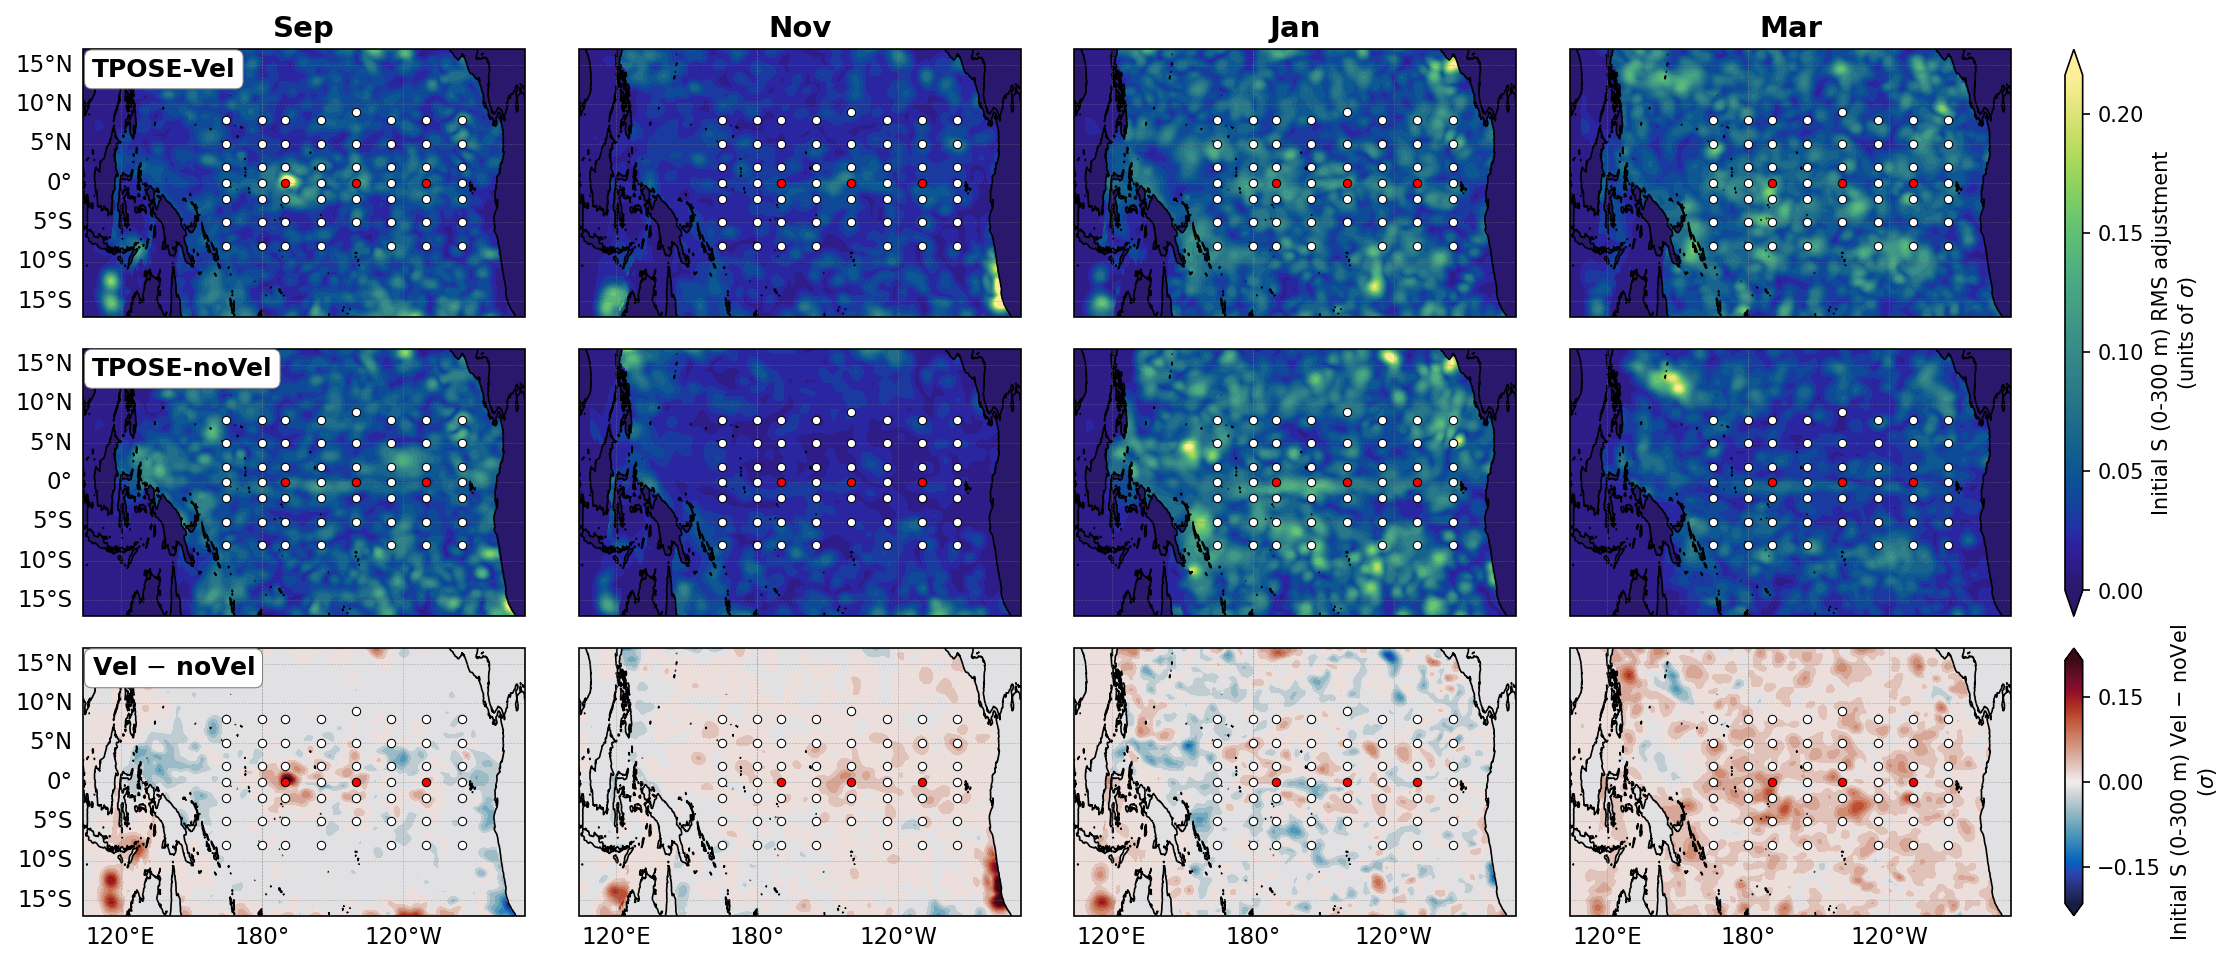 Sep Nov Jan Mar
TPOSE-Vel
15°N
10°N
5°N
0°
5°S
10°S
15°S
TPOSE-noVel
15°N
10°N
5°N
0°
5°S
10°S
15°S
Vel − noVel
15°N
10°N
5°N
0°
5°S
10°S
15°S
120°E 180° 120°W 120°E 180° 120°W 120°E 180° 120°W 120°E 180° 120°W
0.20
0.15
0.10
0.05
0.00
Initial S (0-300 m) RMS adjustment
(units of σ)
0.15
0.00
−0.15
Initial S (0-300 m) Vel − noVel
(σ)